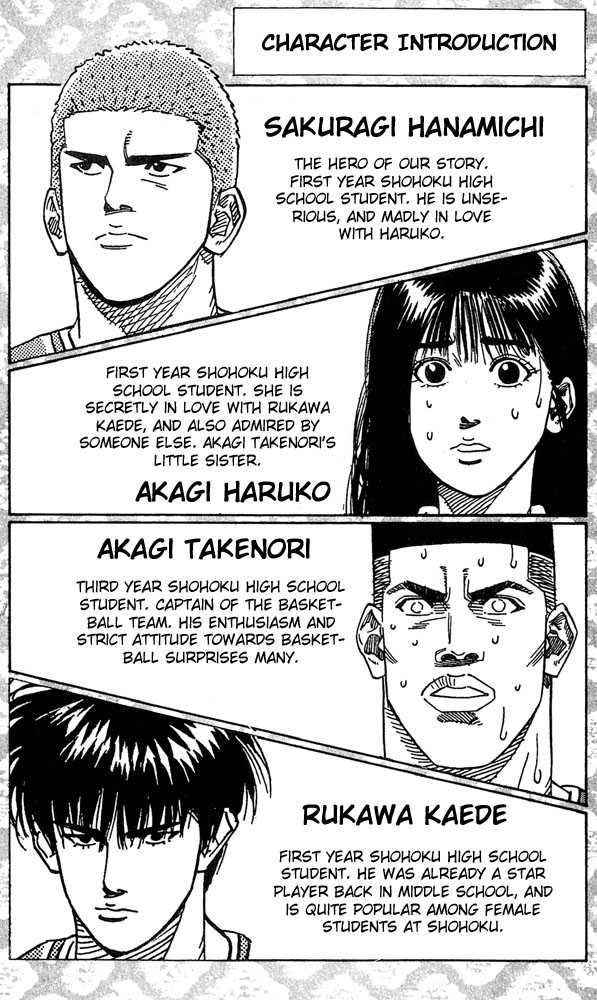 CHARACTER INTRODUCTION
SAKURAGI HANAMICHI
THE HERO OF OUR STORY.
FIRST YEAR SHOHOKU HIGH
SCHOOL STUDENT. HE IS UNSE-
RIOUS, AND MADLY IN LOVE
WITH HARUKO.
FIRST YEAR SHOHOKU HIGH
SCHOOL STUDENT. SHE IS
SECRETLY IN LOVE WITH RUKAWA
KAEDE, AND ALSO ADMIRED BY
SOMEONE ELSE. AKAGI TAKENORI'S
LITTLE SISTER.
AKAGI HARUKO
AKAGI TAKENORI
THIRD YEAR SHOHOKU HIGH SCHOOL
STUDENT. CAPTAIN OF THE BASKET-
BALL TEAM. HIS ENTHUSIASM AND
STRICT ATTITUDE TOWARDS BASKET-
BALL SURPRISES MANY.
RUKAWA KAEDE
FIRST YEAR SHOHOKU HIGH SCHOOL
STUDENT. HE WAS ALREADY A STAR
PLAYER BACK IN MIDDLE SCHOOL, AND
IS QUITE POPULAR AMONG FEMALE
STUDENTS AT SHOHOKU.